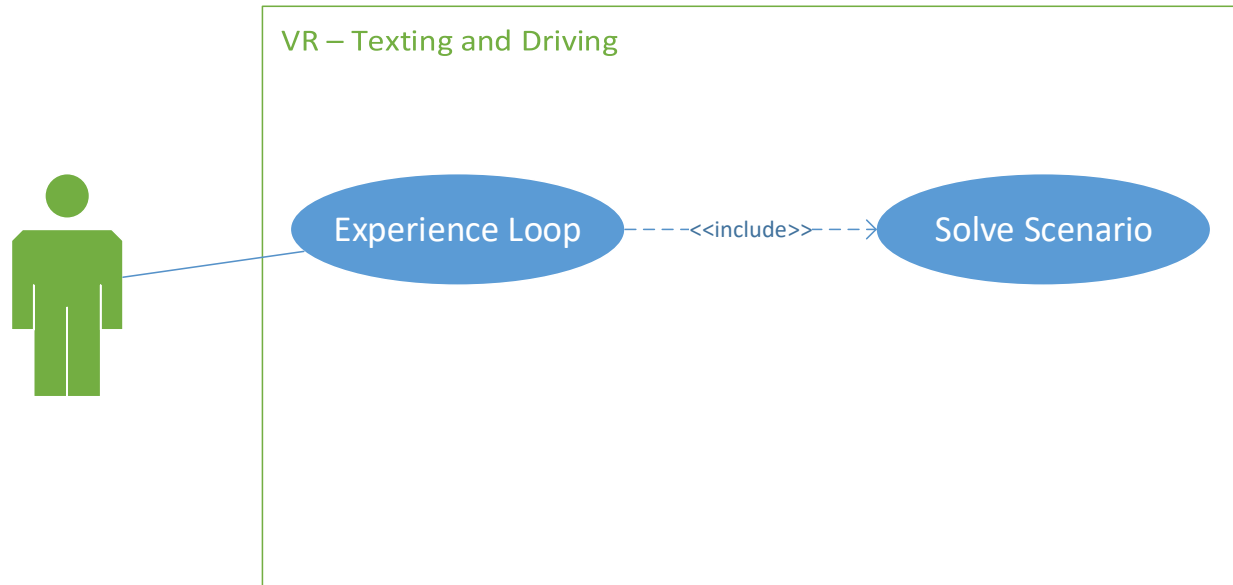 VR – Texting and Driving
Experience Loop
<<include>>
Solve Scenario